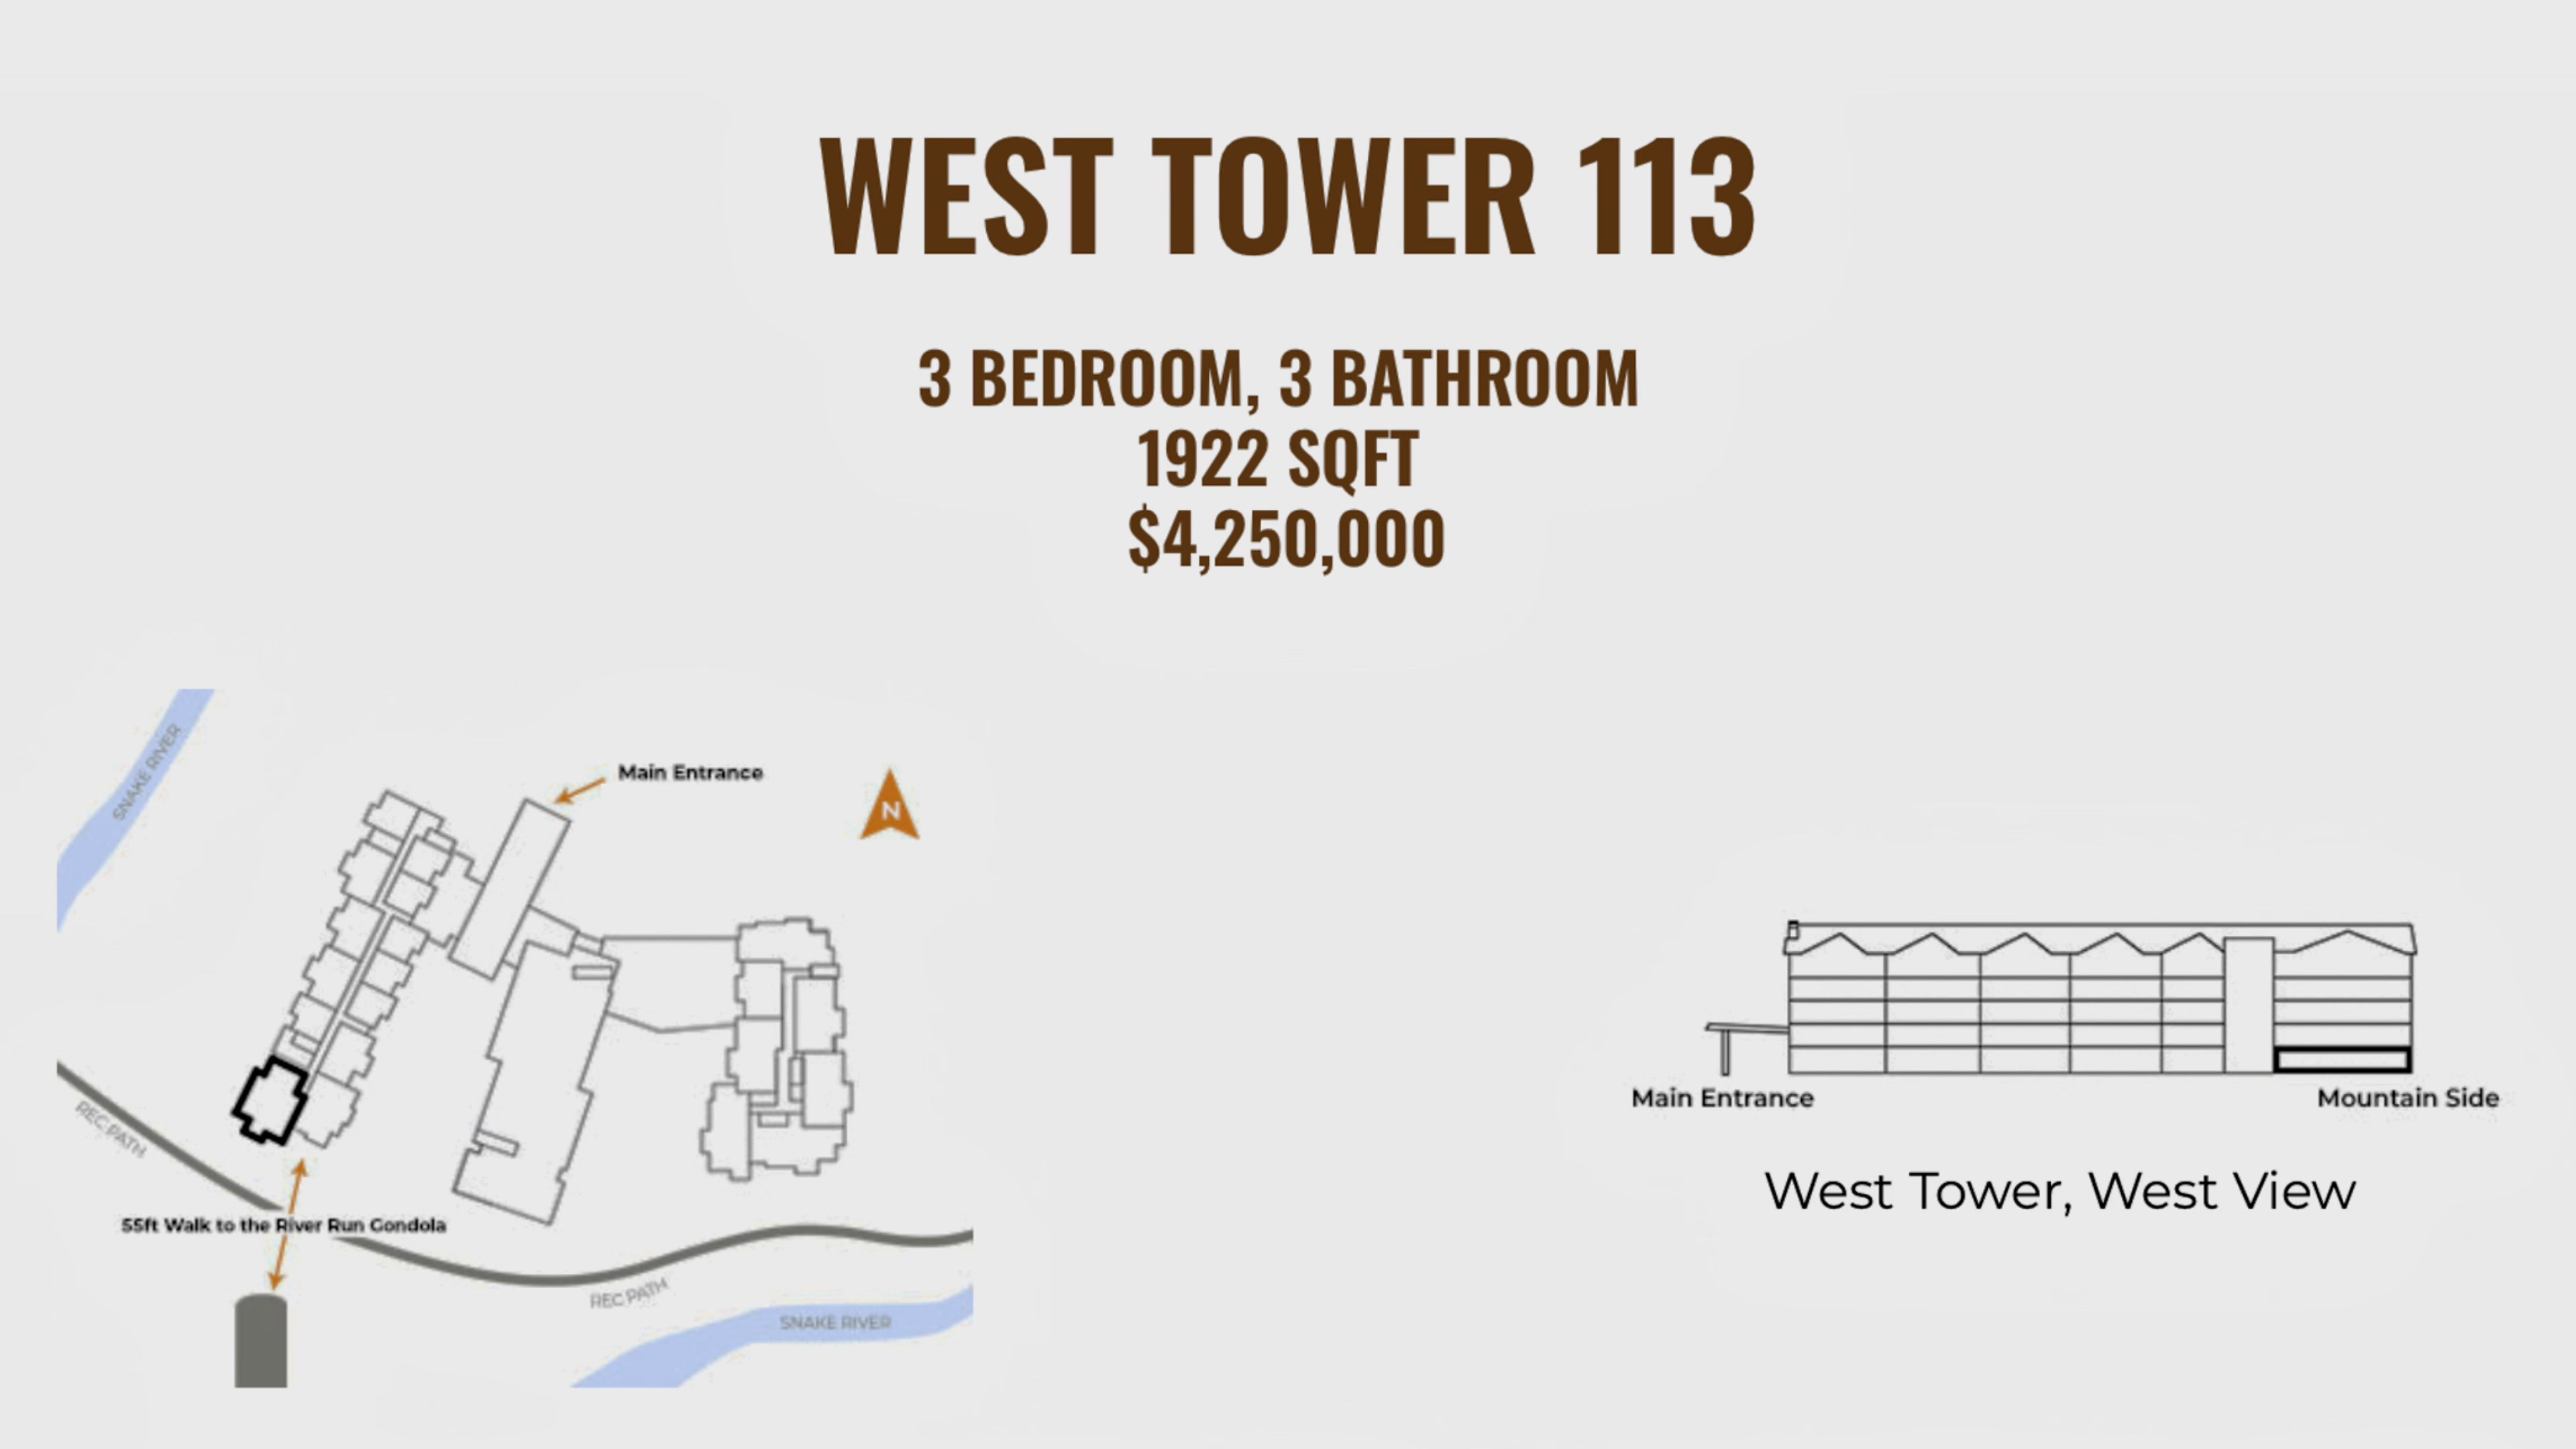 WEST TOWER 113
3 BEDROOM, 3 BATHROOM
1922 SQFT
$4,250,000
SNAKE RIVER
Main Entrance
N
REC PATH
55ft Walk to the River Run Gondola
REC PATH
SNAKE RIVER
Main Entrance
Mountain Side
West Tower, West View